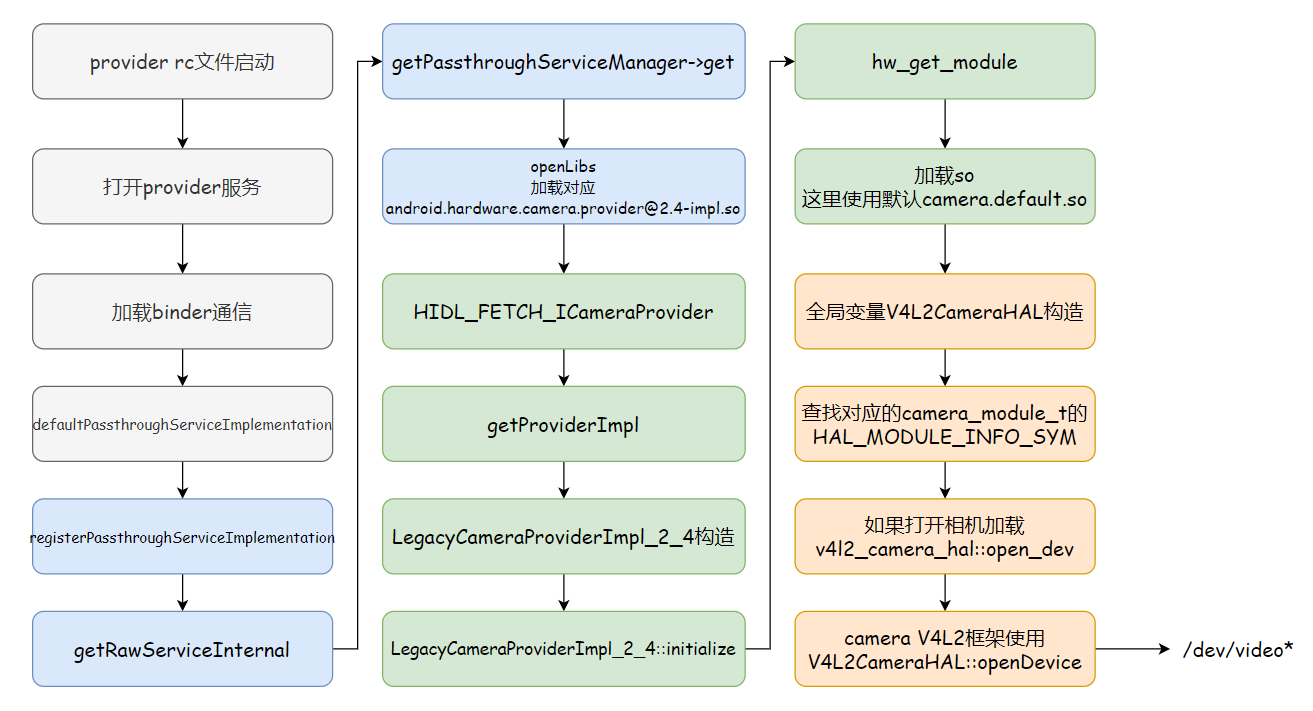 provider rc文件启动
打开provider服务
加载binder通信
defaultPassthroughServiceImplementation
registerPassthroughServiceImplementation
getRawServiceInternal
getPassthroughServiceManager->get
openLibs
加载对应
android.hardware.camera.provider@2.4-impl.so
HIDL_FETCH_ICameraProvider
getProviderImpl
LegacyCameraProviderImpl_2_4构造
LegacyCameraProviderImpl_2_4::initialize
hw_get_module
加载so
这里使用默认camera.default.so
全局变量V4L2CameraHAL构造
查找对应的camera_module_t的
HAL_MODULE_INFO_SYM
如果打开相机加载
v4l2_camera_hal::open_dev
camera V4L2框架使用
V4L2CameraHAL::openDevice
/dev/video*